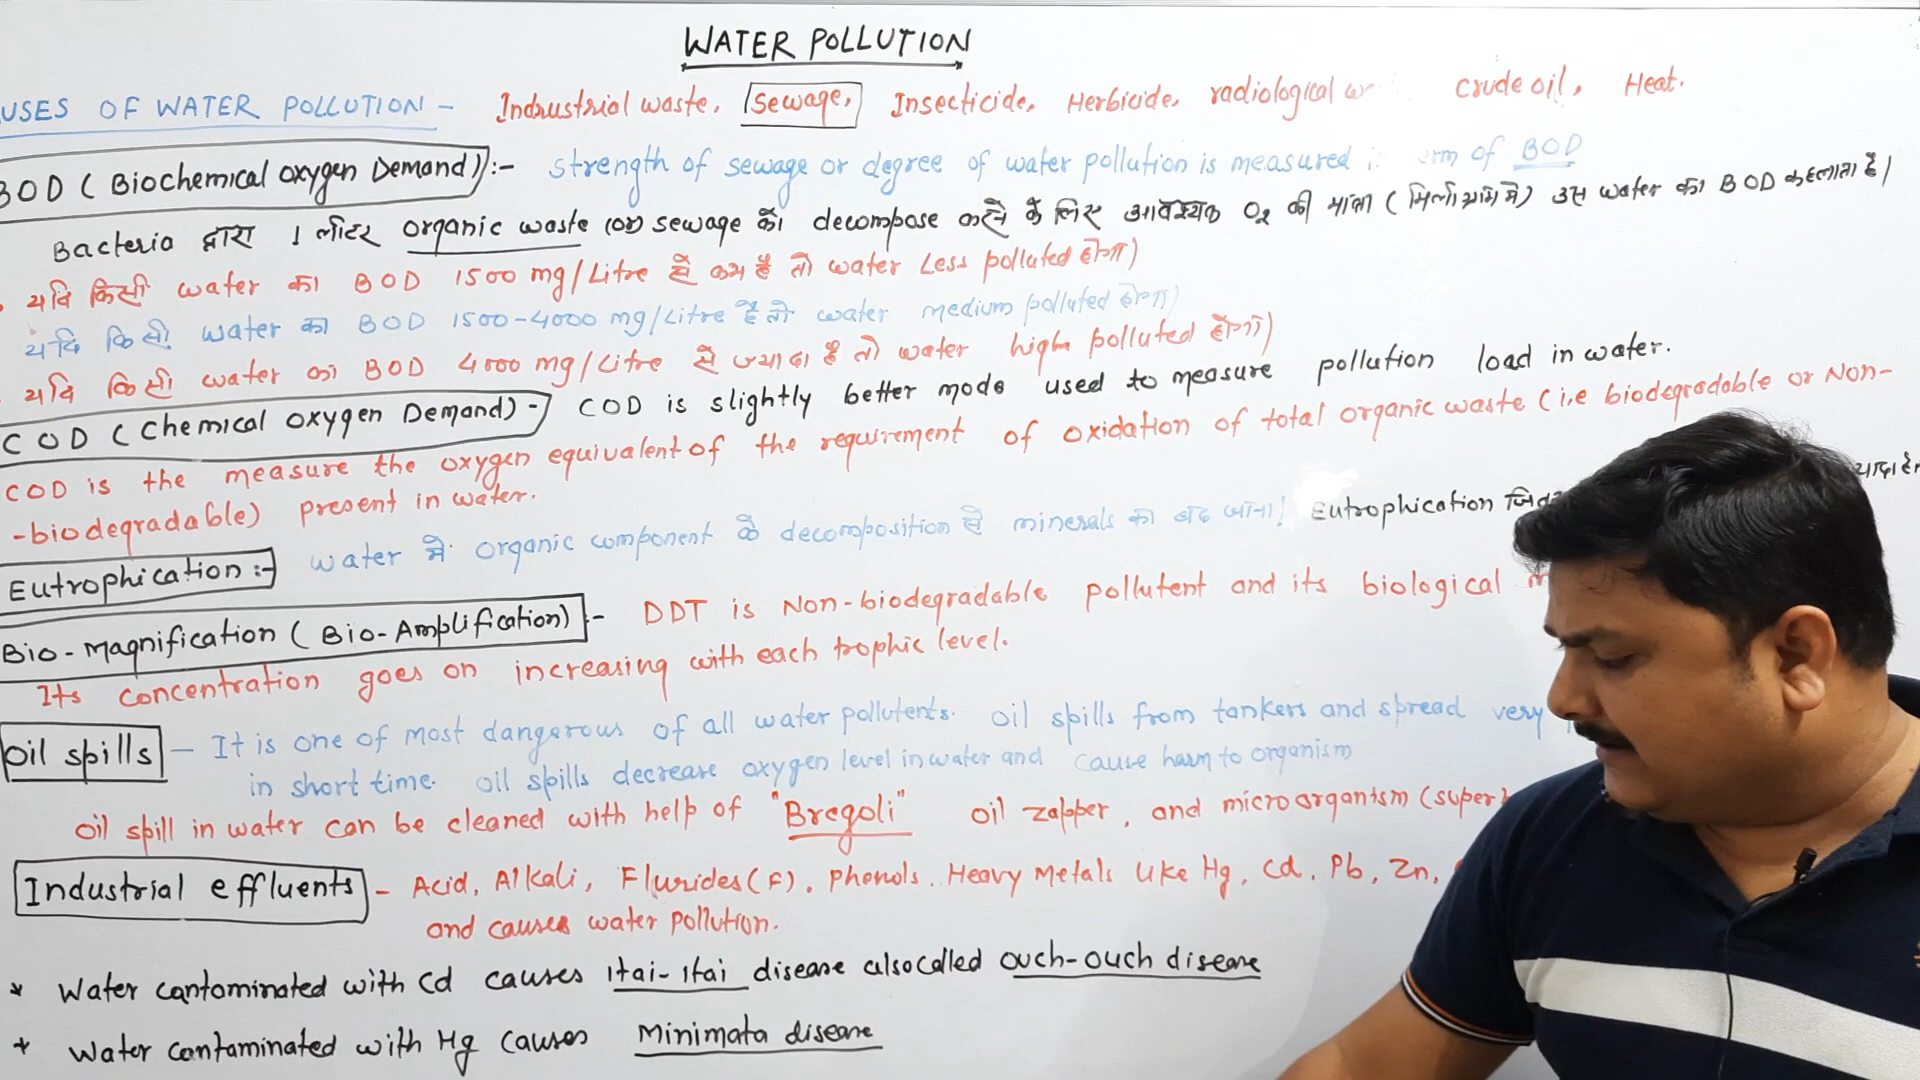 WATER POLLUTION
USES OF WATER POLLUTION - Indrustrial waste, Sewage, Insecticide, Herbicide, radiological crude oil, Heat.
BOD ( Biochemical oxygen Demand) :- strength of sewage or degree of water pollution is measured erm of BOD
Bacteria द्वारा 1 लीटर organic waste (or) sewage को decompose करने के लिए आवश्यक O2 की मात्रा ( मिलीग्राम में) उस water का BOD कहलाता है।
यदि किसी water का BOD 1500 mg/Litre से कम है तो water Less polluted होगा)
यदि किसी water का BOD 1500-4000 mg/Litre है तो water medium polluted होगा)
यदि किसी water का BOD 4000 mg/Litre से ज्यादा है तो water high polluted होगा)
COD ( Chemical oxygen Demand) - COD is slightly better mode used to measure pollution load in water.
COD is the measure the oxygen equivalent of the requirement of oxidation of total organic waste ( i.e biodegradable or Non-
-biodegradable) present in water.
Eutrophication :- water में organic component के decomposition से minerals का बढ़ जाना! Eutrophication
Bio-magnification ( Bio-Amplification) :- DDT is Non-biodegradable pollutent and its biological
Its concentration goes on increasing with each trophic level.
oil spills - It is one of most dangerous of all water pollutents. oil spills from tankers and spread very
in short time. oil spills decrease oxygen level in water and cause harm to organism
oil spill in water can be cleaned with help of "Bregoli" oil zapper, and microorganism (super
Industrial effluents - Acid, Alkali, Flurides(F), Phenols, Heavy Metals like Hg, Cd, Pb, Zn,
and causes water pollution.
* Water contominated with Cd causes Itai-Itai disease also called ouch-ouch disease
* Water contaminated with Hg causes Minimata disease